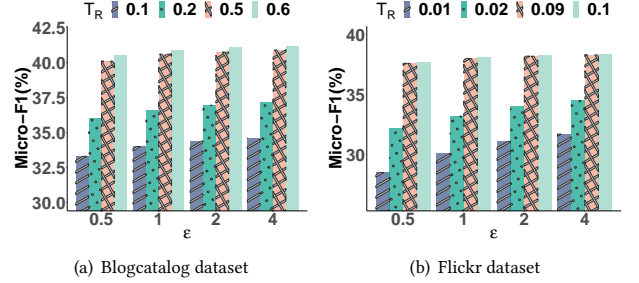 T_R 0.1 0.2 0.5 0.6
Micro−F1(%)
42.5
40.0
37.5
35.0
32.5
30.0
0.5 1 2 4
ε
(a) Blogcatalog dataset
T_R 0.01 0.02 0.09 0.1
Micro−F1(%)
40
35
30
0.5 1 2 4
ε
(b) Flickr dataset